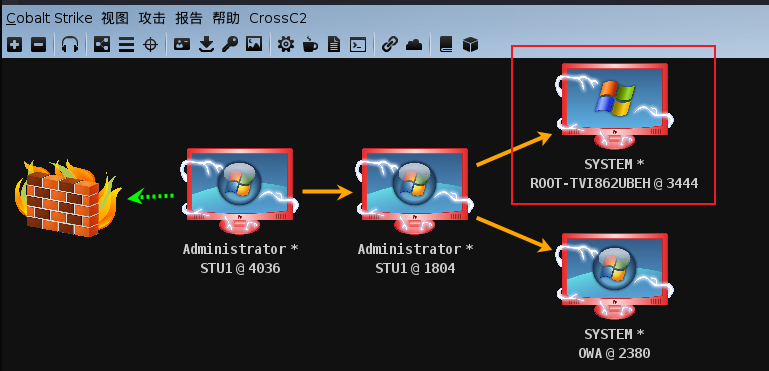 Cobalt Strike 视图 攻击 报告 帮助 CrossC2
SYSTEM *
ROOT-TVI862UBEH @ 3444
Administrator *
STU1 @ 4036
Administrator *
STU1 @ 1804
SYSTEM *
OWA @ 2380